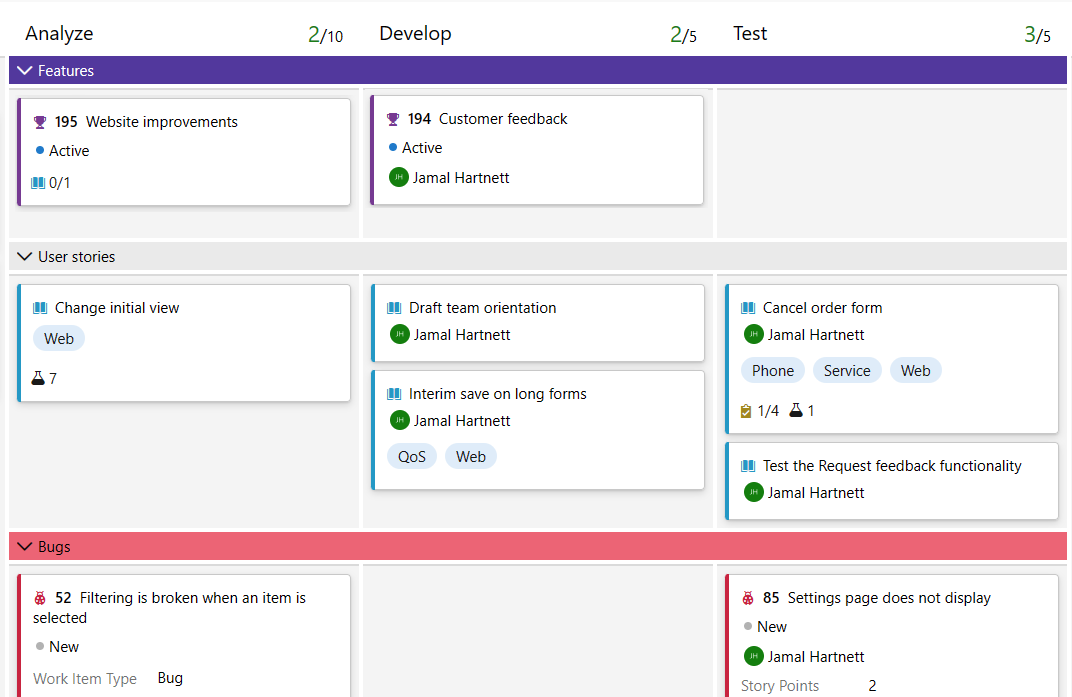 Analyze 2/10 Develop 2/5 Test 3/5
Features
195 Website improvements
Active
0/1
194 Customer feedback
Active
JH Jamal Hartnett
User stories
Change initial view
Web
7
Draft team orientation
JH Jamal Hartnett
Interim save on long forms
JH Jamal Hartnett
QoS Web
Cancel order form
JH Jamal Hartnett
Phone Service Web
1/4 1
Test the Request feedback functionality
JH Jamal Hartnett
Bugs
52 Filtering is broken when an item is
selected
New
Work Item Type Bug
85 Settings page does not display
New
JH Jamal Hartnett
Story Points 2